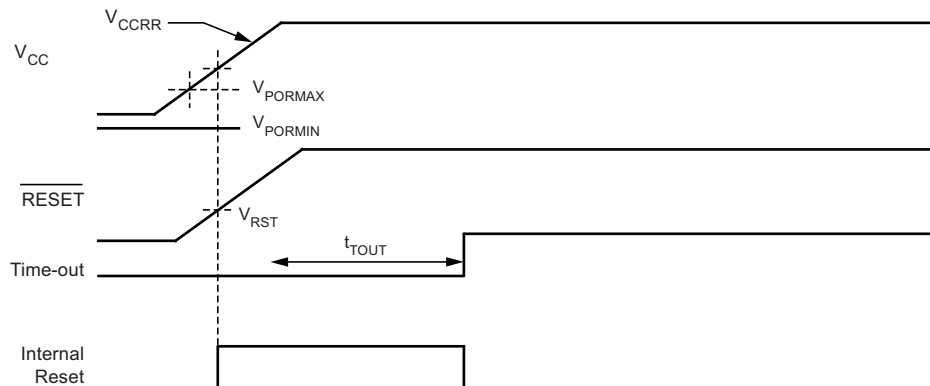 V_CCRR
V_CC
V_PORMAX
V_PORMIN
RESET
V_RST
t_TOUT
Time-out
Internal
Reset